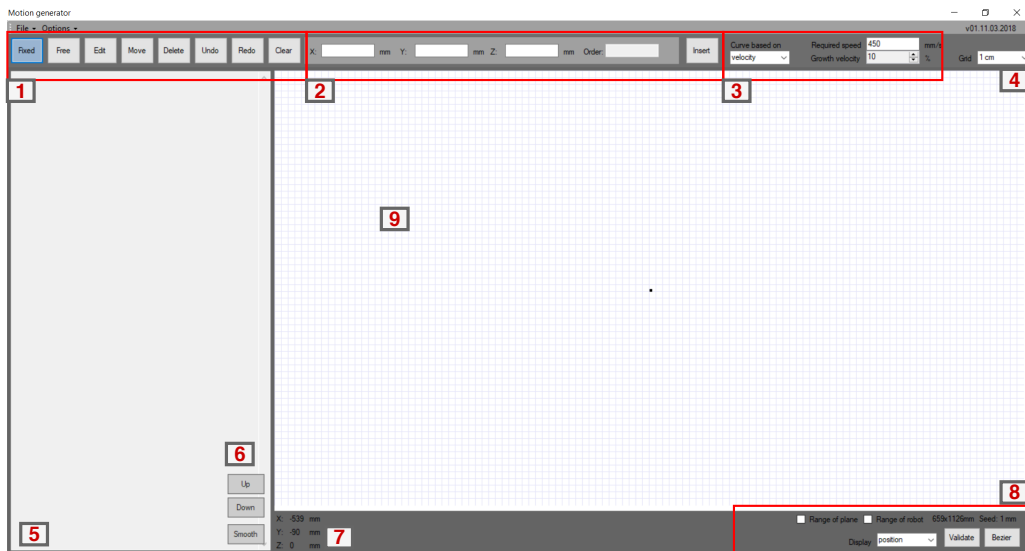 Motion generator
File Options v01.11.03.2018
Fixed Free Edit Move Delete Undo Redo Clear X: mm Y: mm Z: mm Order: Insert Curve based on Required speed 450 mm/s
velocity Growth velocity 10 % Grid 1 cm
1 2 3 4
9
6
Up
Down
Smooth
5
8
X: -539 mm
Y: -90 mm
Z: 0 mm
7
Range of plane Range of robot 659x1126mm Seed: 1 mm
Display position Validate Bezier